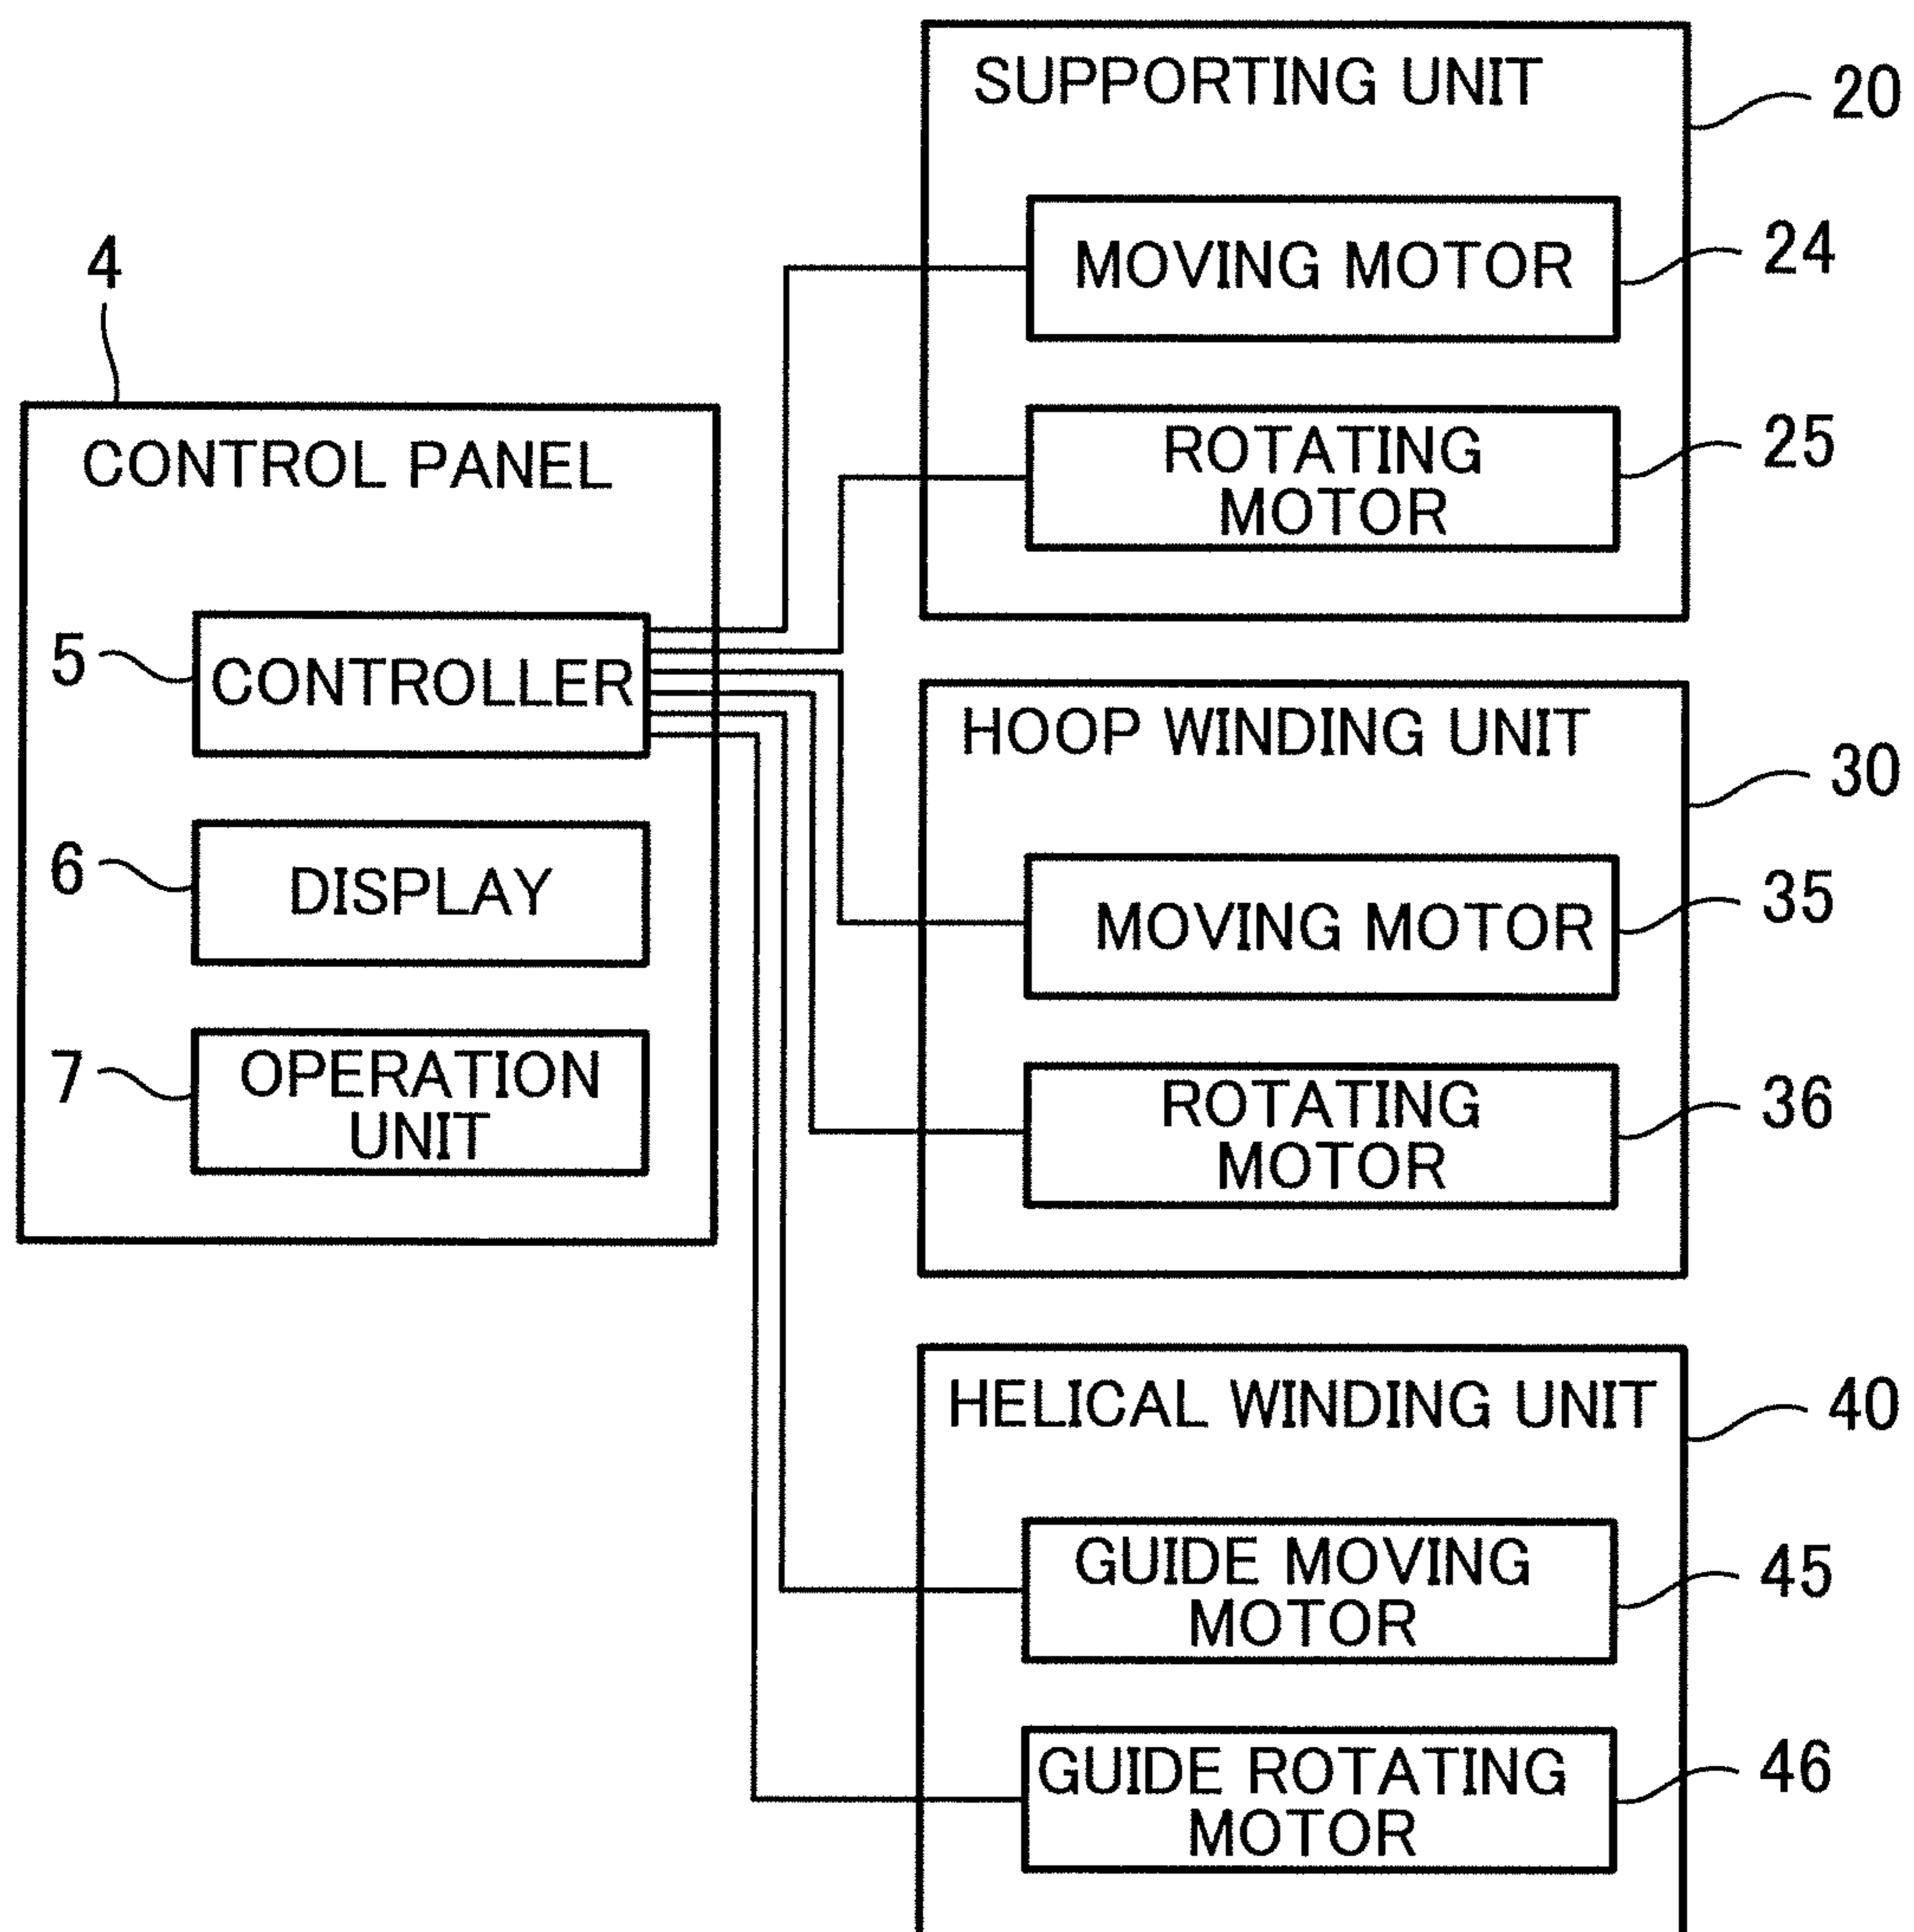 4
CONTROL PANEL
5
CONTROLLER
6
DISPLAY
7
OPERATION
UNIT
SUPPORTING UNIT
20
MOVING MOTOR
24
ROTATING
MOTOR
25
HOOP WINDING UNIT
30
MOVING MOTOR
35
ROTATING
MOTOR
36
HELICAL WINDING UNIT
40
GUIDE MOVING
MOTOR
45
GUIDE ROTATING
MOTOR
46